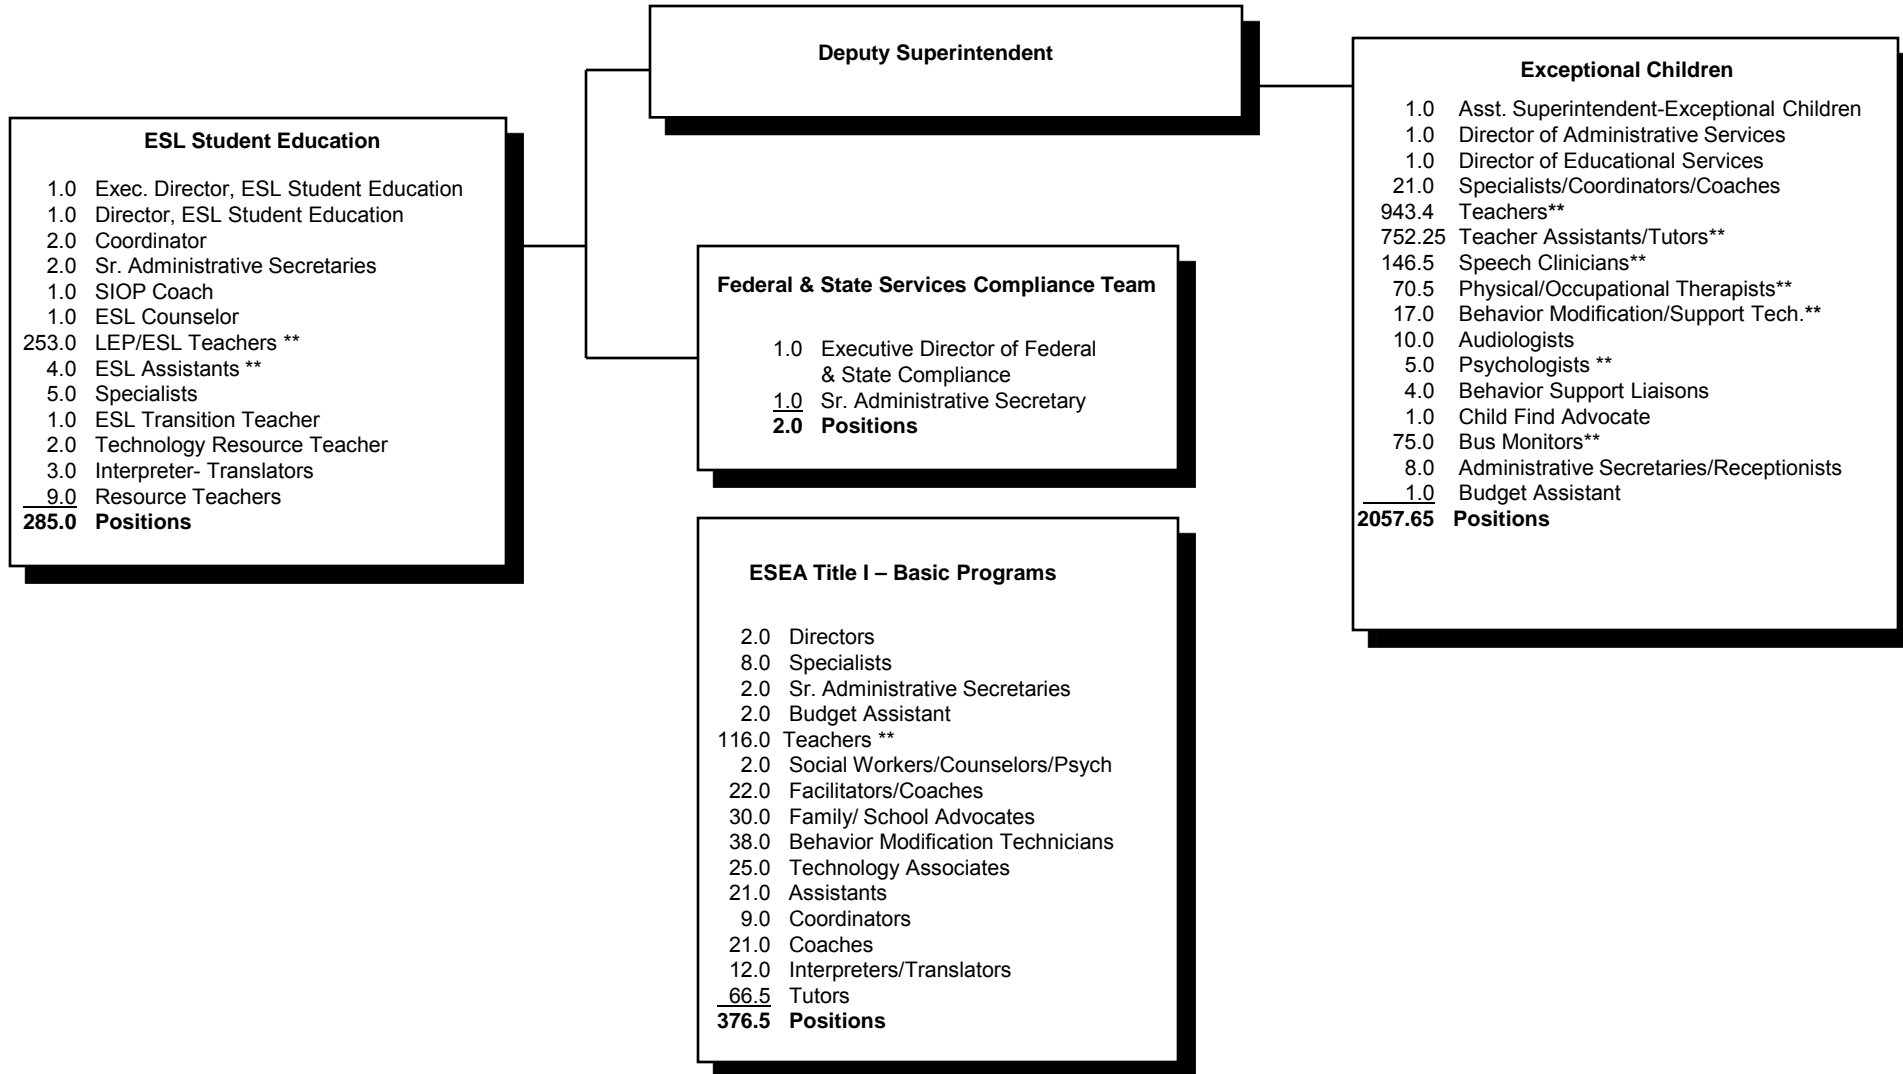 Deputy Superintendent
ESL Student Education
1.0 Exec. Director, ESL Student Education
1.0 Director, ESL Student Education
2.0 Coordinator
2.0 Sr. Administrative Secretaries
1.0 SIOP Coach
1.0 ESL Counselor
253.0 LEP/ESL Teachers **
4.0 ESL Assistants **
5.0 Specialists
1.0 ESL Transition Teacher
2.0 Technology Resource Teacher
3.0 Interpreter- Translators
9.0 Resource Teachers
285.0 Positions
Federal & State Services Compliance Team
1.0 Executive Director of Federal
& State Compliance
1.0 Sr. Administrative Secretary
2.0 Positions
ESEA Title I – Basic Programs
2.0 Directors
8.0 Specialists
2.0 Sr. Administrative Secretaries
2.0 Budget Assistant
116.0 Teachers **
2.0 Social Workers/Counselors/Psych
22.0 Facilitators/Coaches
30.0 Family/ School Advocates
38.0 Behavior Modification Technicians
25.0 Technology Associates
21.0 Assistants
9.0 Coordinators
21.0 Coaches
12.0 Interpreters/Translators
66.5 Tutors
376.5 Positions
Exceptional Children
1.0 Asst. Superintendent-Exceptional Children
1.0 Director of Administrative Services
1.0 Director of Educational Services
21.0 Specialists/Coordinators/Coaches
943.4 Teachers**
752.25 Teacher Assistants/Tutors**
146.5 Speech Clinicians**
70.5 Physical/Occupational Therapists**
17.0 Behavior Modification/Support Tech.**
10.0 Audiologists
5.0 Psychologists **
4.0 Behavior Support Liaisons
1.0 Child Find Advocate
75.0 Bus Monitors**
8.0 Administrative Secretaries/Receptionists
1.0 Budget Assistant
2057.65 Positions